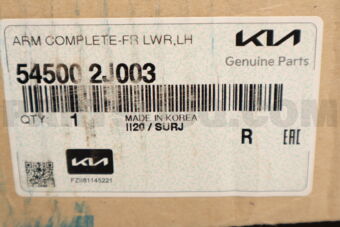 ARM COMPLETE-FR LWR,LH
KIA
54500 2J003
Genuine Parts
QTY 1
MADE IN KOREA
II20 / SURJ
R EAC
KIA
FZII81145221